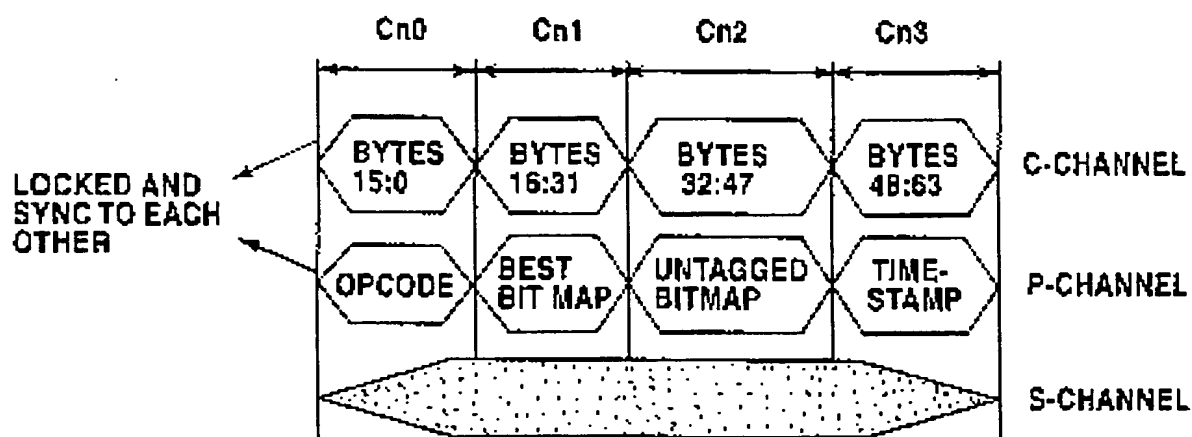 Cn0 Cn1 Cn2 Cn3
BYTES 15:0
BYTES 16:31
BYTES 32:47
BYTES 48:63
C-CHANNEL
LOCKED AND
SYNC TO EACH
OTHER
OPCODE
BEST
BIT MAP
UNTAGGED
BITMAP
TIME-
STAMP
P-CHANNEL
S-CHANNEL